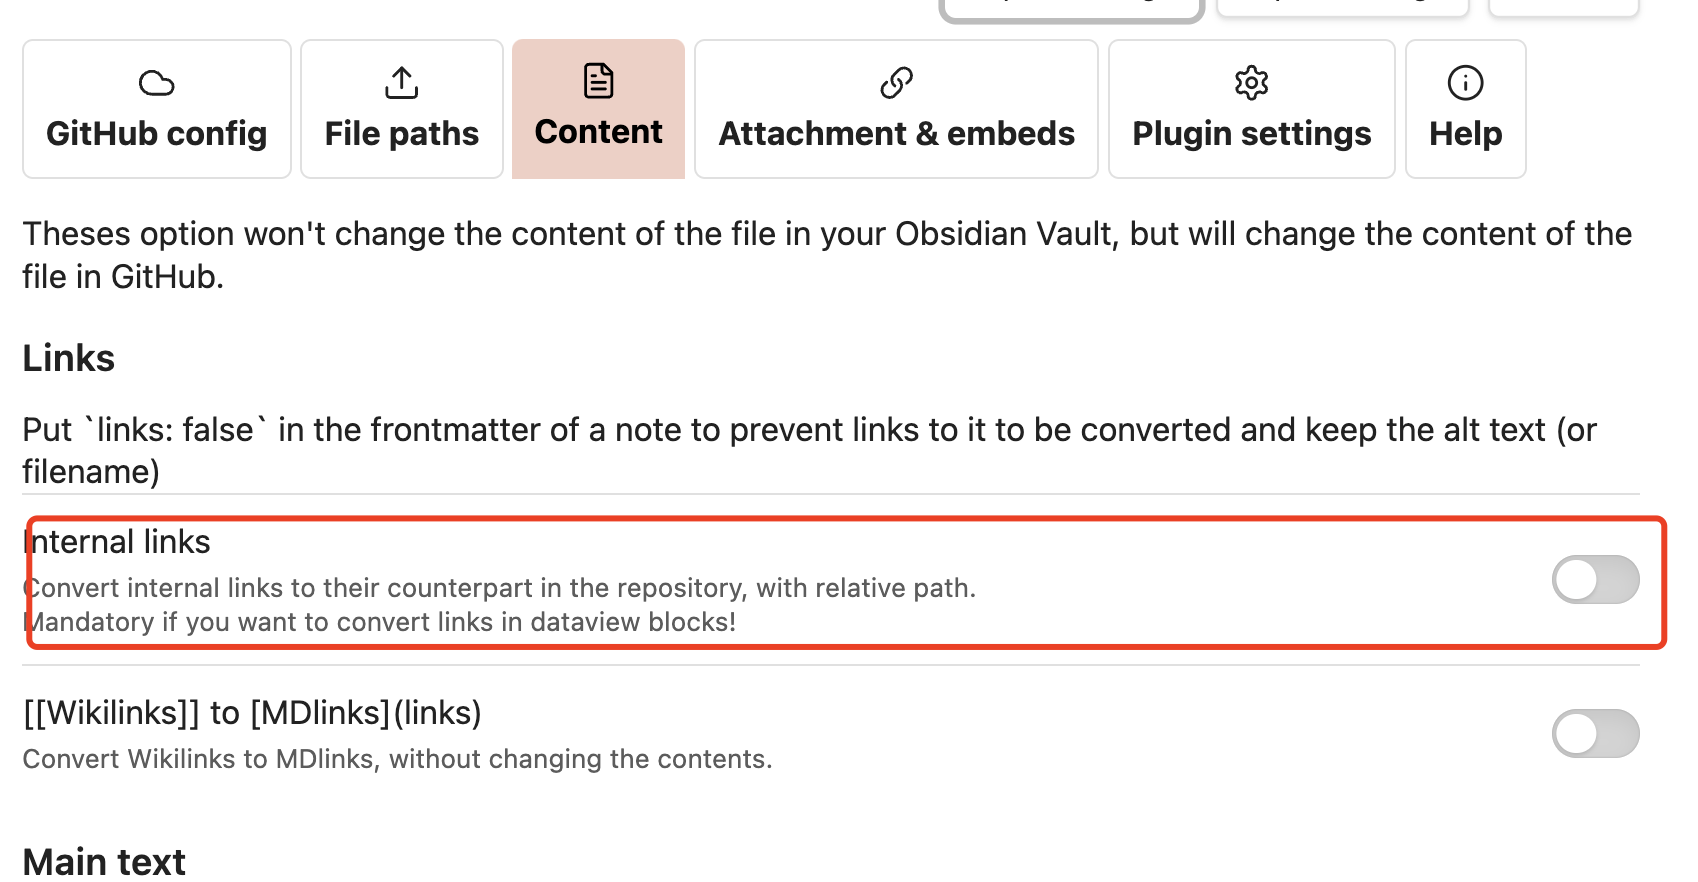 GitHub config
File paths
Content
Attachment & embeds
Plugin settings
Help
Theses option won't change the content of the file in your Obsidian Vault, but will change the content of the
file in GitHub.
Links
Put `links: false` in the frontmatter of a note to prevent links to it to be converted and keep the alt text (or
filename)
Internal links
Convert internal links to their counterpart in the repository, with relative path.
Mandatory if you want to convert links in dataview blocks!
[[Wikilinks]] to [MDlinks](links)
Convert Wikilinks to MDlinks, without changing the contents.
Main text